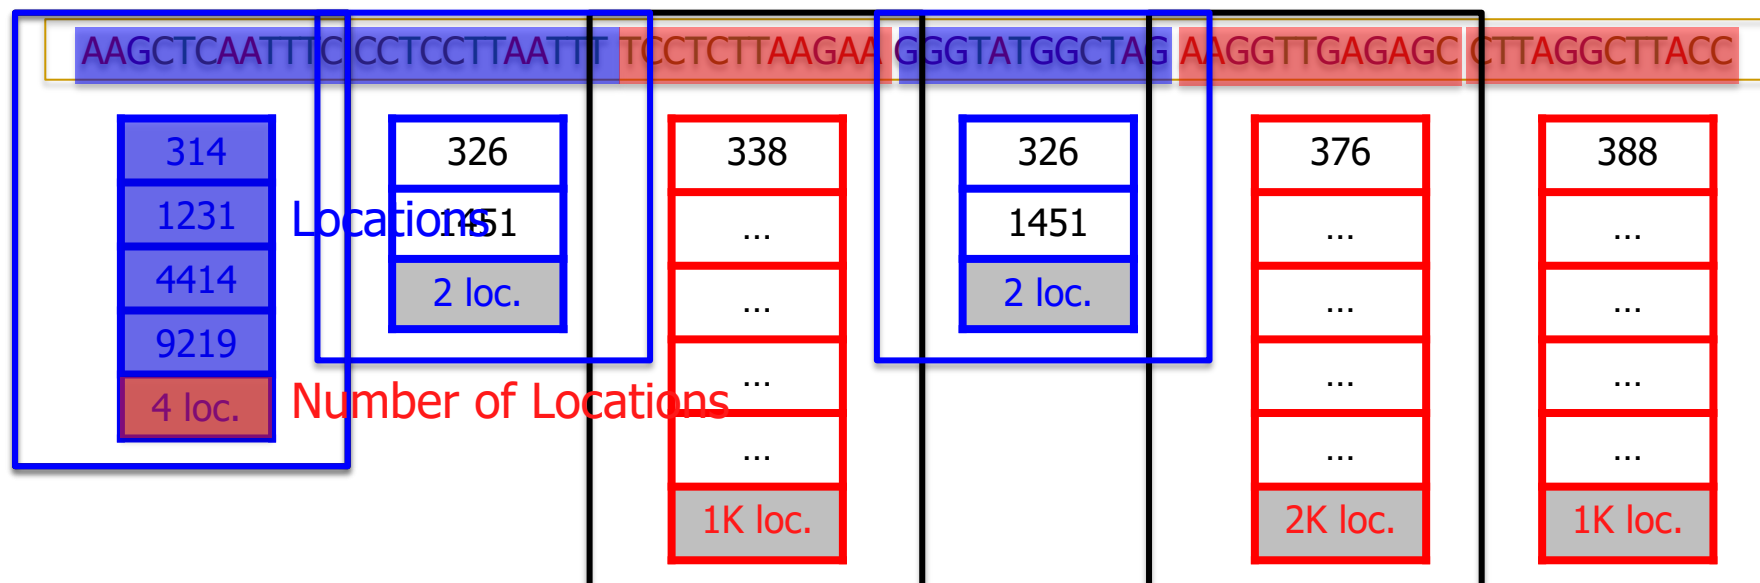 AAGCTCAATTTC CCTCCTTAATTT TCCTCTTAAGAA GGGTATGGCTAG AAGGTTGAGAGC CTTAGGCTTACC
314
1231
4414
9219
4 loc.
Locations
Number of Locations
326
1451
2 loc.
338
...
...
...
...
1K loc.
326
1451
2 loc.
376
...
...
...
...
2K loc.
388
...
...
...
...
1K loc.